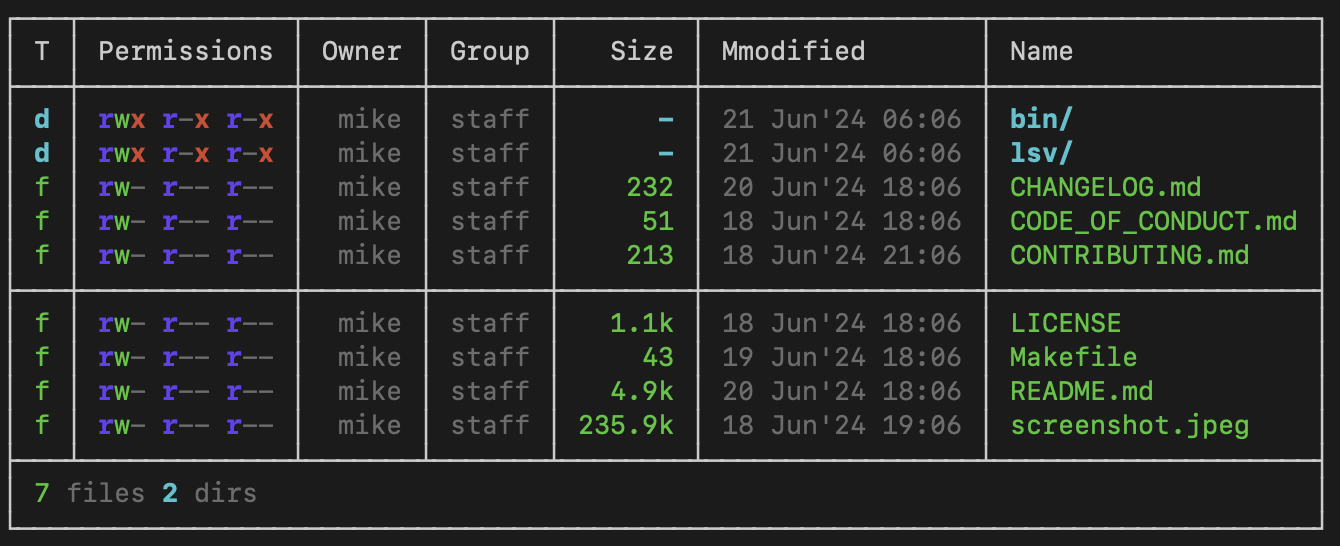 T Permissions Owner Group Size Mmodified Name
d rwx r-x r-x mike staff - 21 Jun'24 06:06 bin/
d rwx r-x r-x mike staff - 21 Jun'24 06:06 lsv/
f rw- r-- r-- mike staff 232 20 Jun'24 18:06 CHANGELOG.md
f rw- r-- r-- mike staff 51 18 Jun'24 18:06 CODE_OF_CONDUCT.md
f rw- r-- r-- mike staff 213 18 Jun'24 21:06 CONTRIBUTING.md
f rw- r-- r-- mike staff 1.1k 18 Jun'24 18:06 LICENSE
f rw- r-- r-- mike staff 43 19 Jun'24 18:06 Makefile
f rw- r-- r-- mike staff 4.9k 20 Jun'24 18:06 README.md
f rw- r-- r-- mike staff 235.9k 18 Jun'24 19:06 screenshot.jpeg
7 files 2 dirs